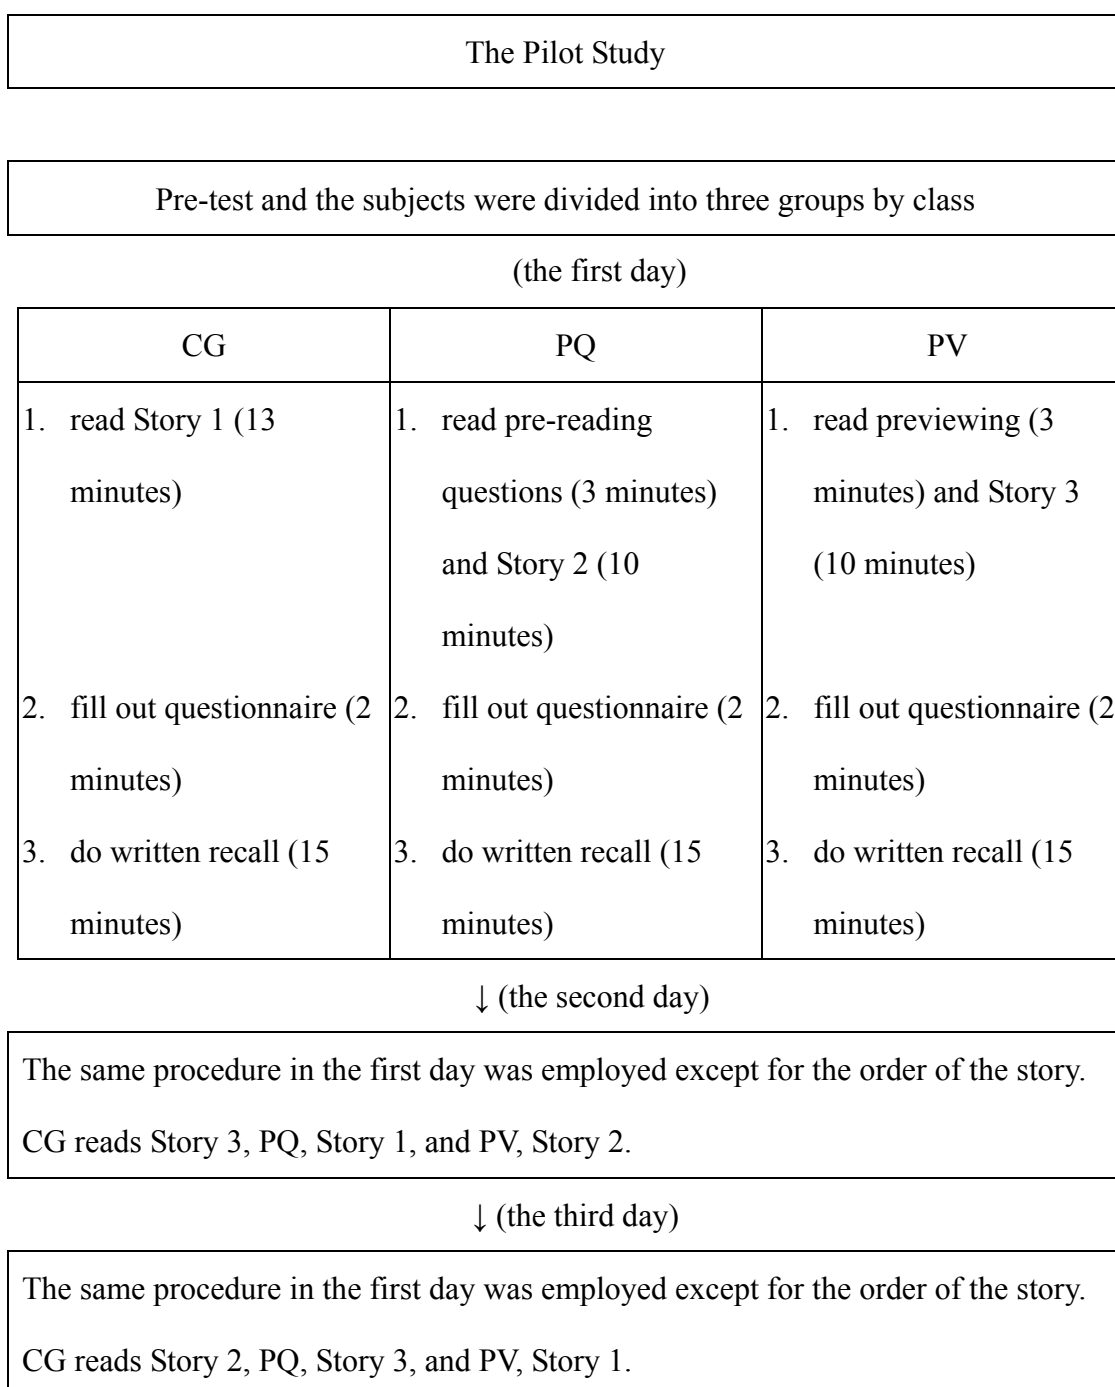 The Pilot Study
Pre-test and the subjects were divided into three groups by class
(the first day)
CG
PQ
PV
1. read Story 1 (13
minutes)
2. fill out questionnaire (2
minutes)
3. do written recall (15
minutes)
1. read pre-reading
questions (3 minutes)
and Story 2 (10
minutes)
2. fill out questionnaire (2
minutes)
3. do written recall (15
minutes)
1. read previewing (3
minutes) and Story 3
(10 minutes)
2. fill out questionnaire (2
minutes)
3. do written recall (15
minutes)
↓ (the second day)
The same procedure in the first day was employed except for the order of the story.
CG reads Story 3, PQ, Story 1, and PV, Story 2.
↓ (the third day)
The same procedure in the first day was employed except for the order of the story.
CG reads Story 2, PQ, Story 3, and PV, Story 1.